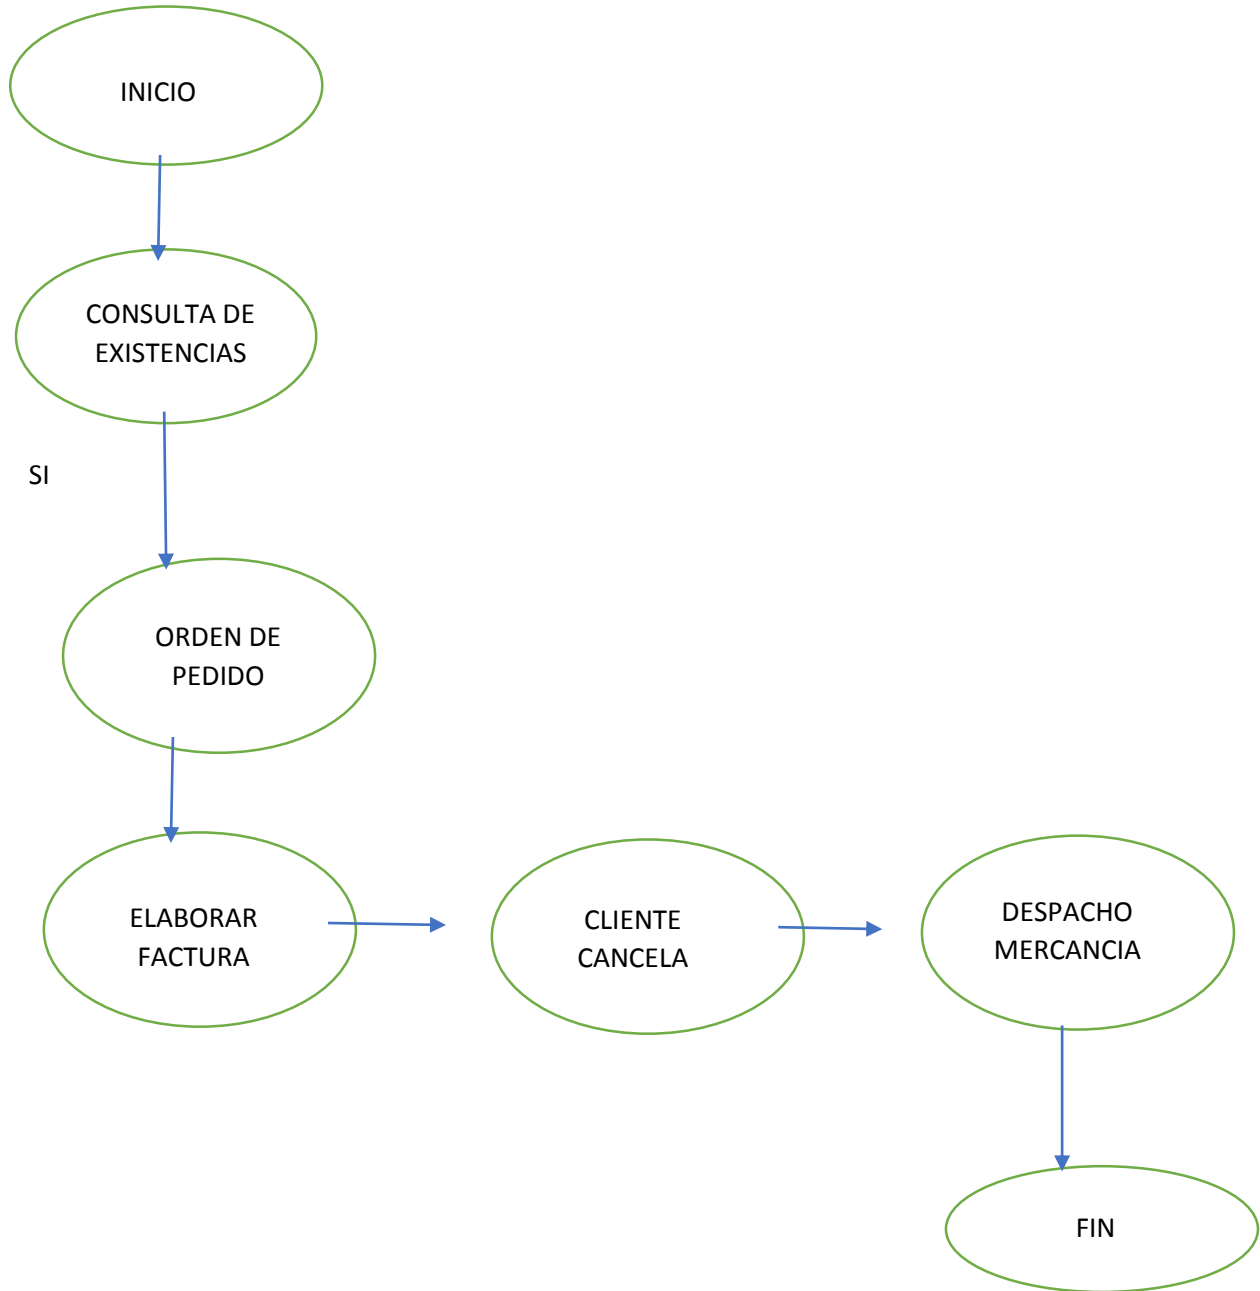 INICIO
CONSULTA DE
EXISTENCIAS
SI
ORDEN DE
PEDIDO
ELABORAR
FACTURA
CLIENTE
CANCELA
DESPACHO
MERCANCIA
FIN